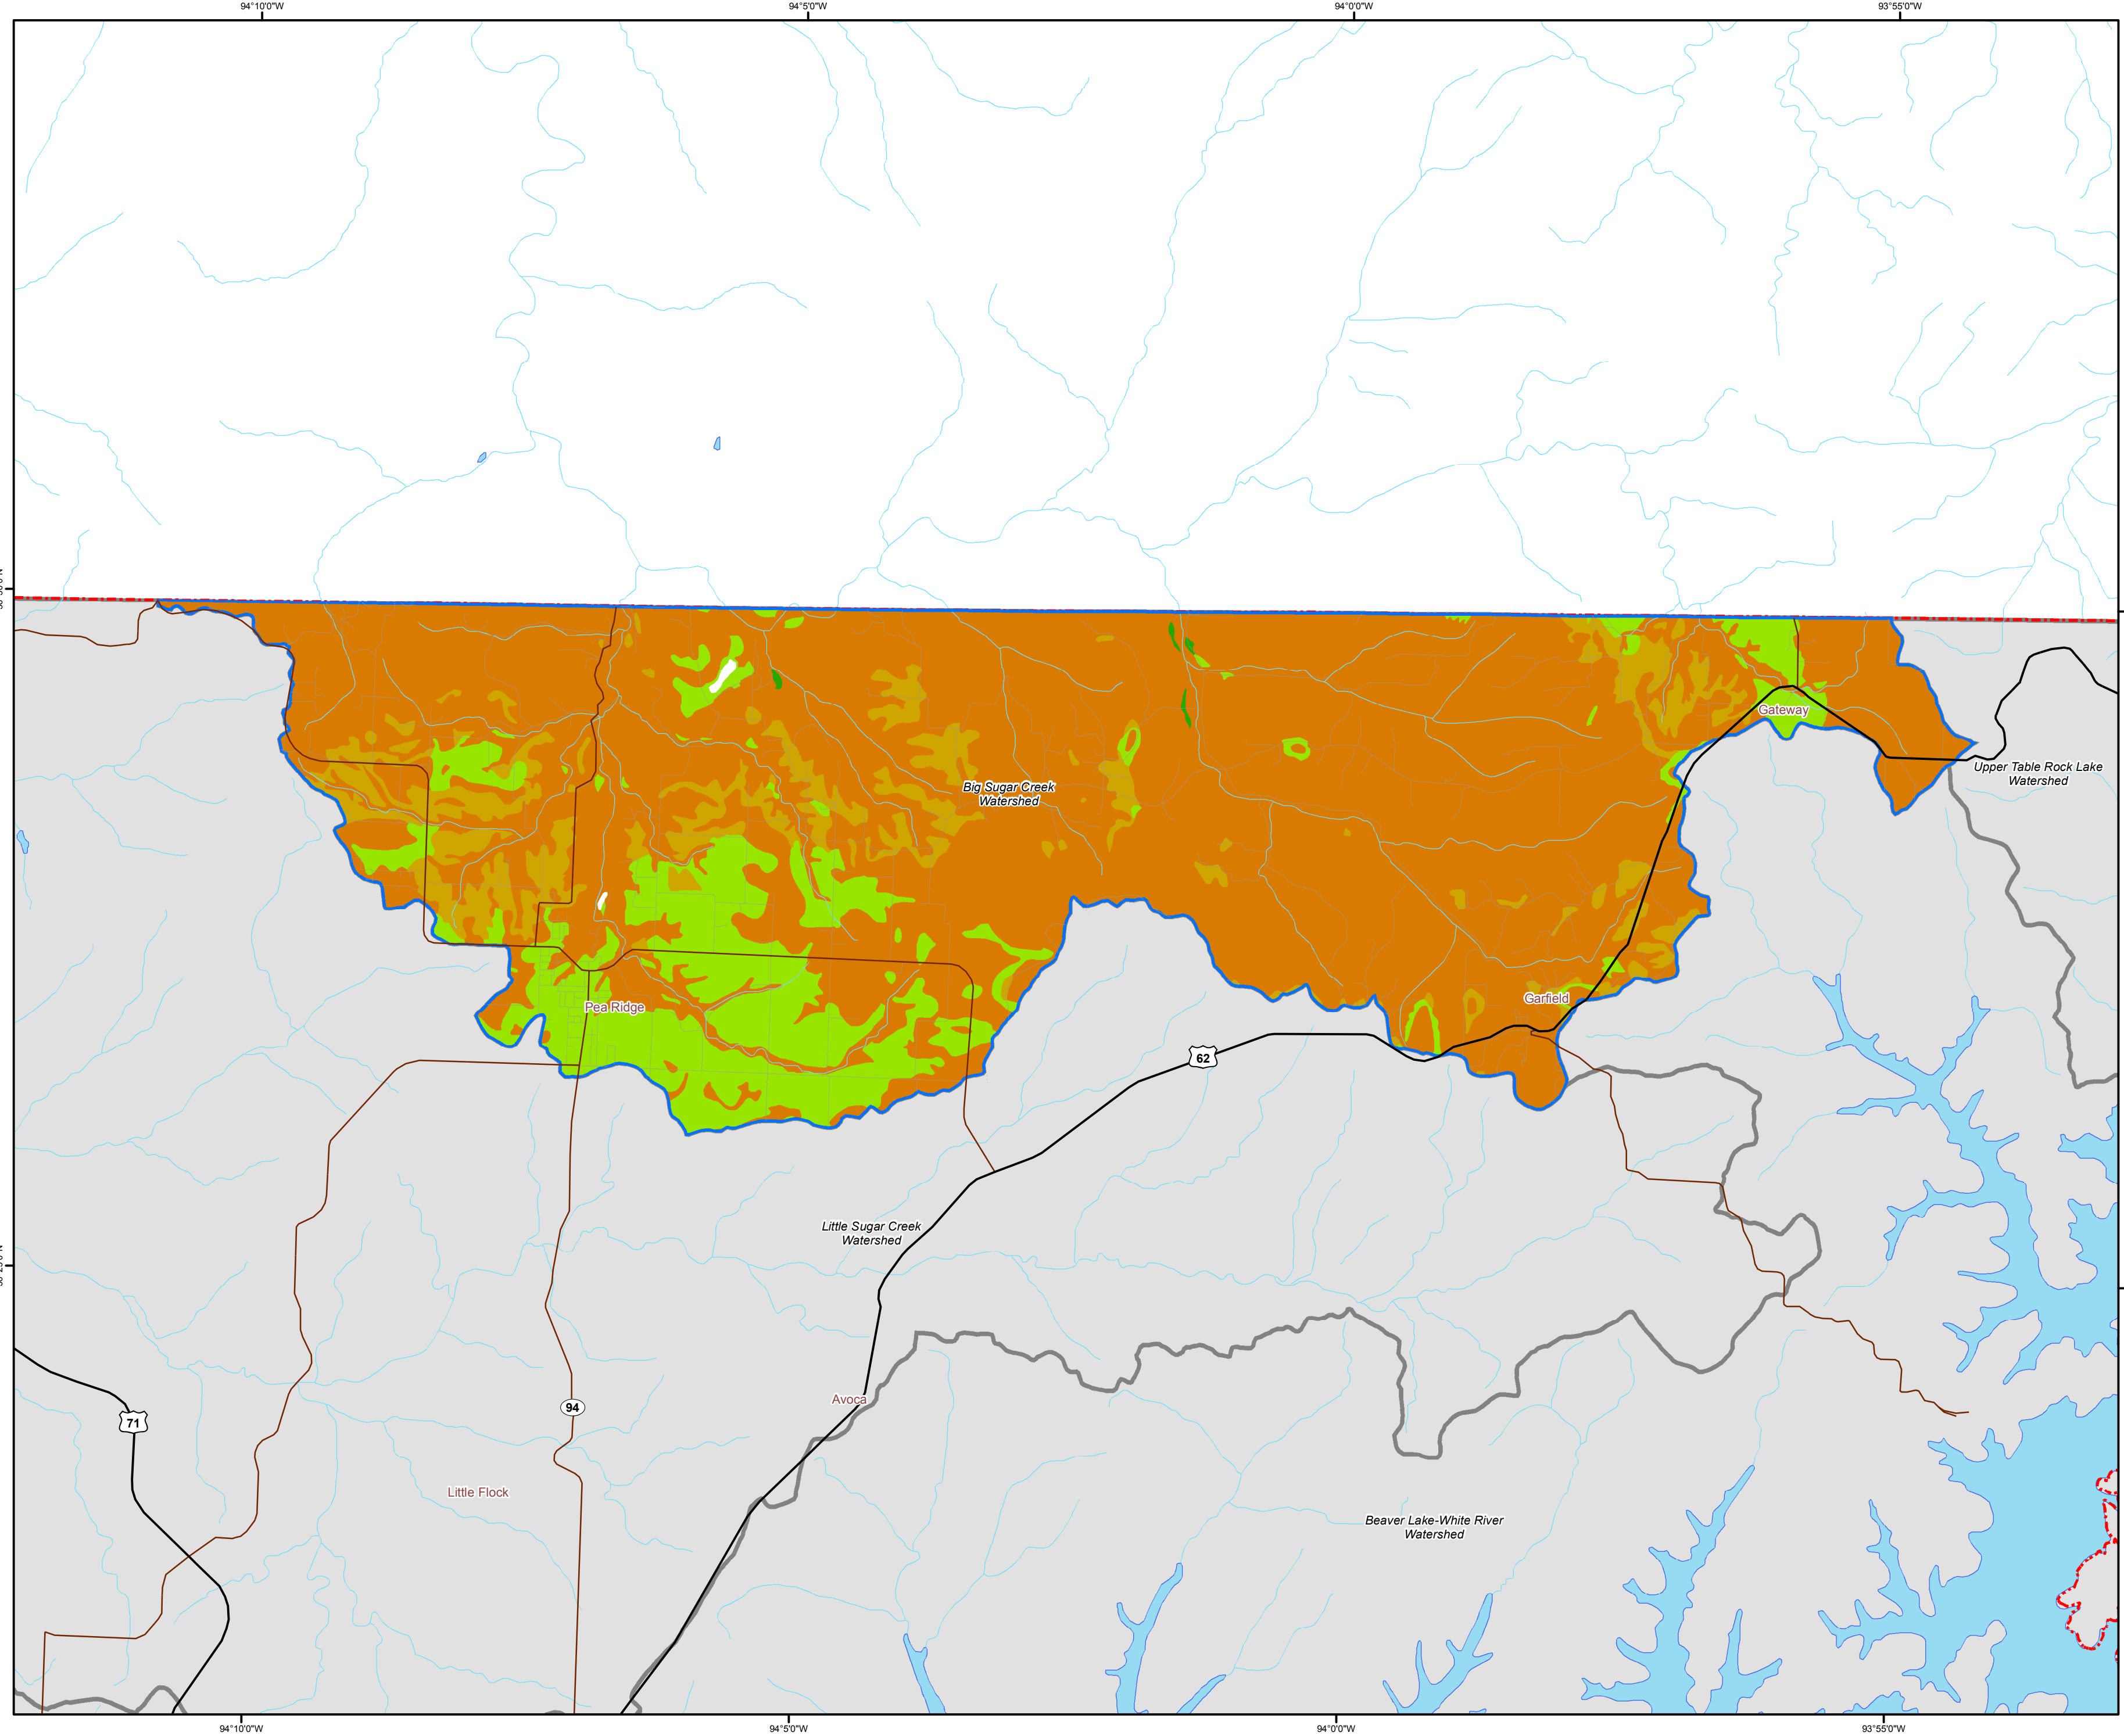 94°10'0"W
94°5'0"W
94°0'0"W
93°55'0"W
Gateway
Upper Table Rock Lake
Watershed
Big Sugar Creek
Watershed
Garfield
Pea Ridge
62
Little Sugar Creek
Watershed
Avoca
94
71
Little Flock
Beaver Lake-White River
Watershed
94°10'0"W
94°5'0"W
94°0'0"W
93°55'0"W